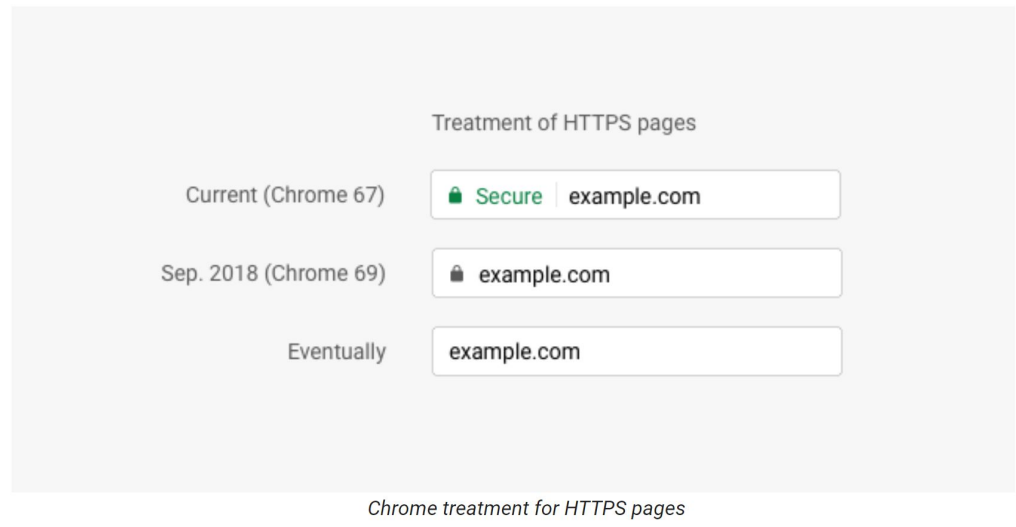 Treatment of HTTPS pages
Current (Chrome 67) Secure example.com
Sep. 2018 (Chrome 69) example.com
Eventually example.com
Chrome treatment for HTTPS pages